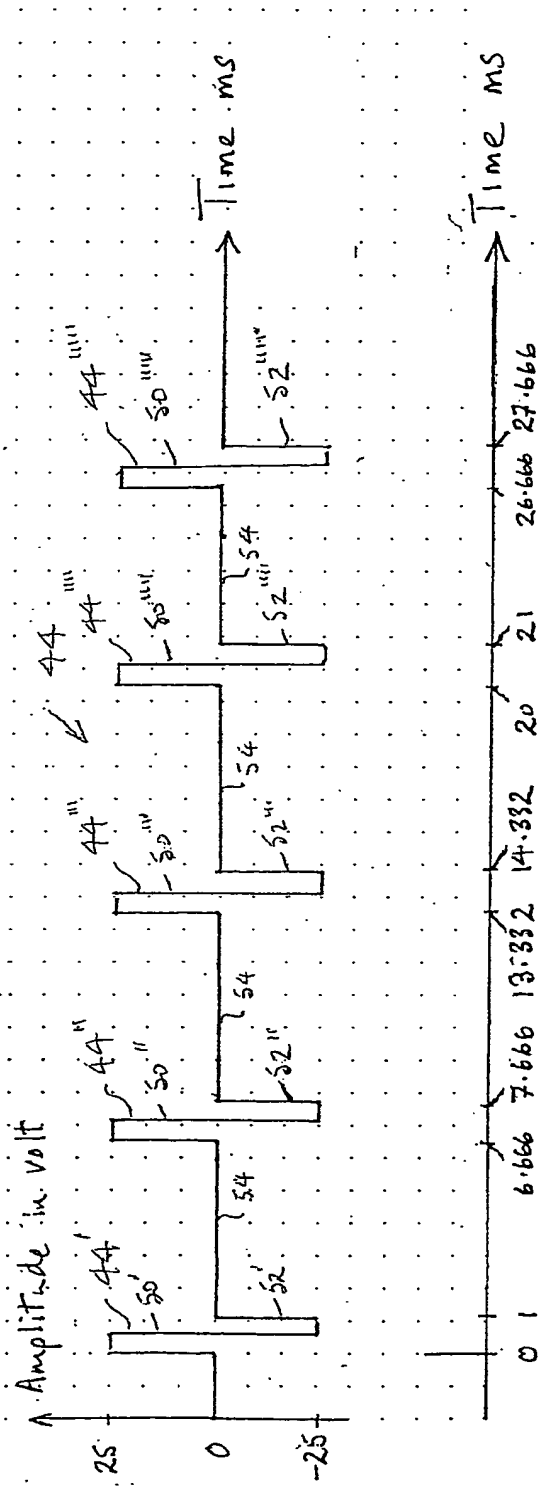 Amplitude in volt
44
44' 44'' 44''' 44'''' 44'''''
50' 50'' 50''' 50'''' 50'''''
25
0
-25
54 54 54 54
52' 52'' 52''' 52'''' 52'''''
Time ms
0 1 6.666 7.666 13.332 14.332 20 21 26.666 27.666
Time ms